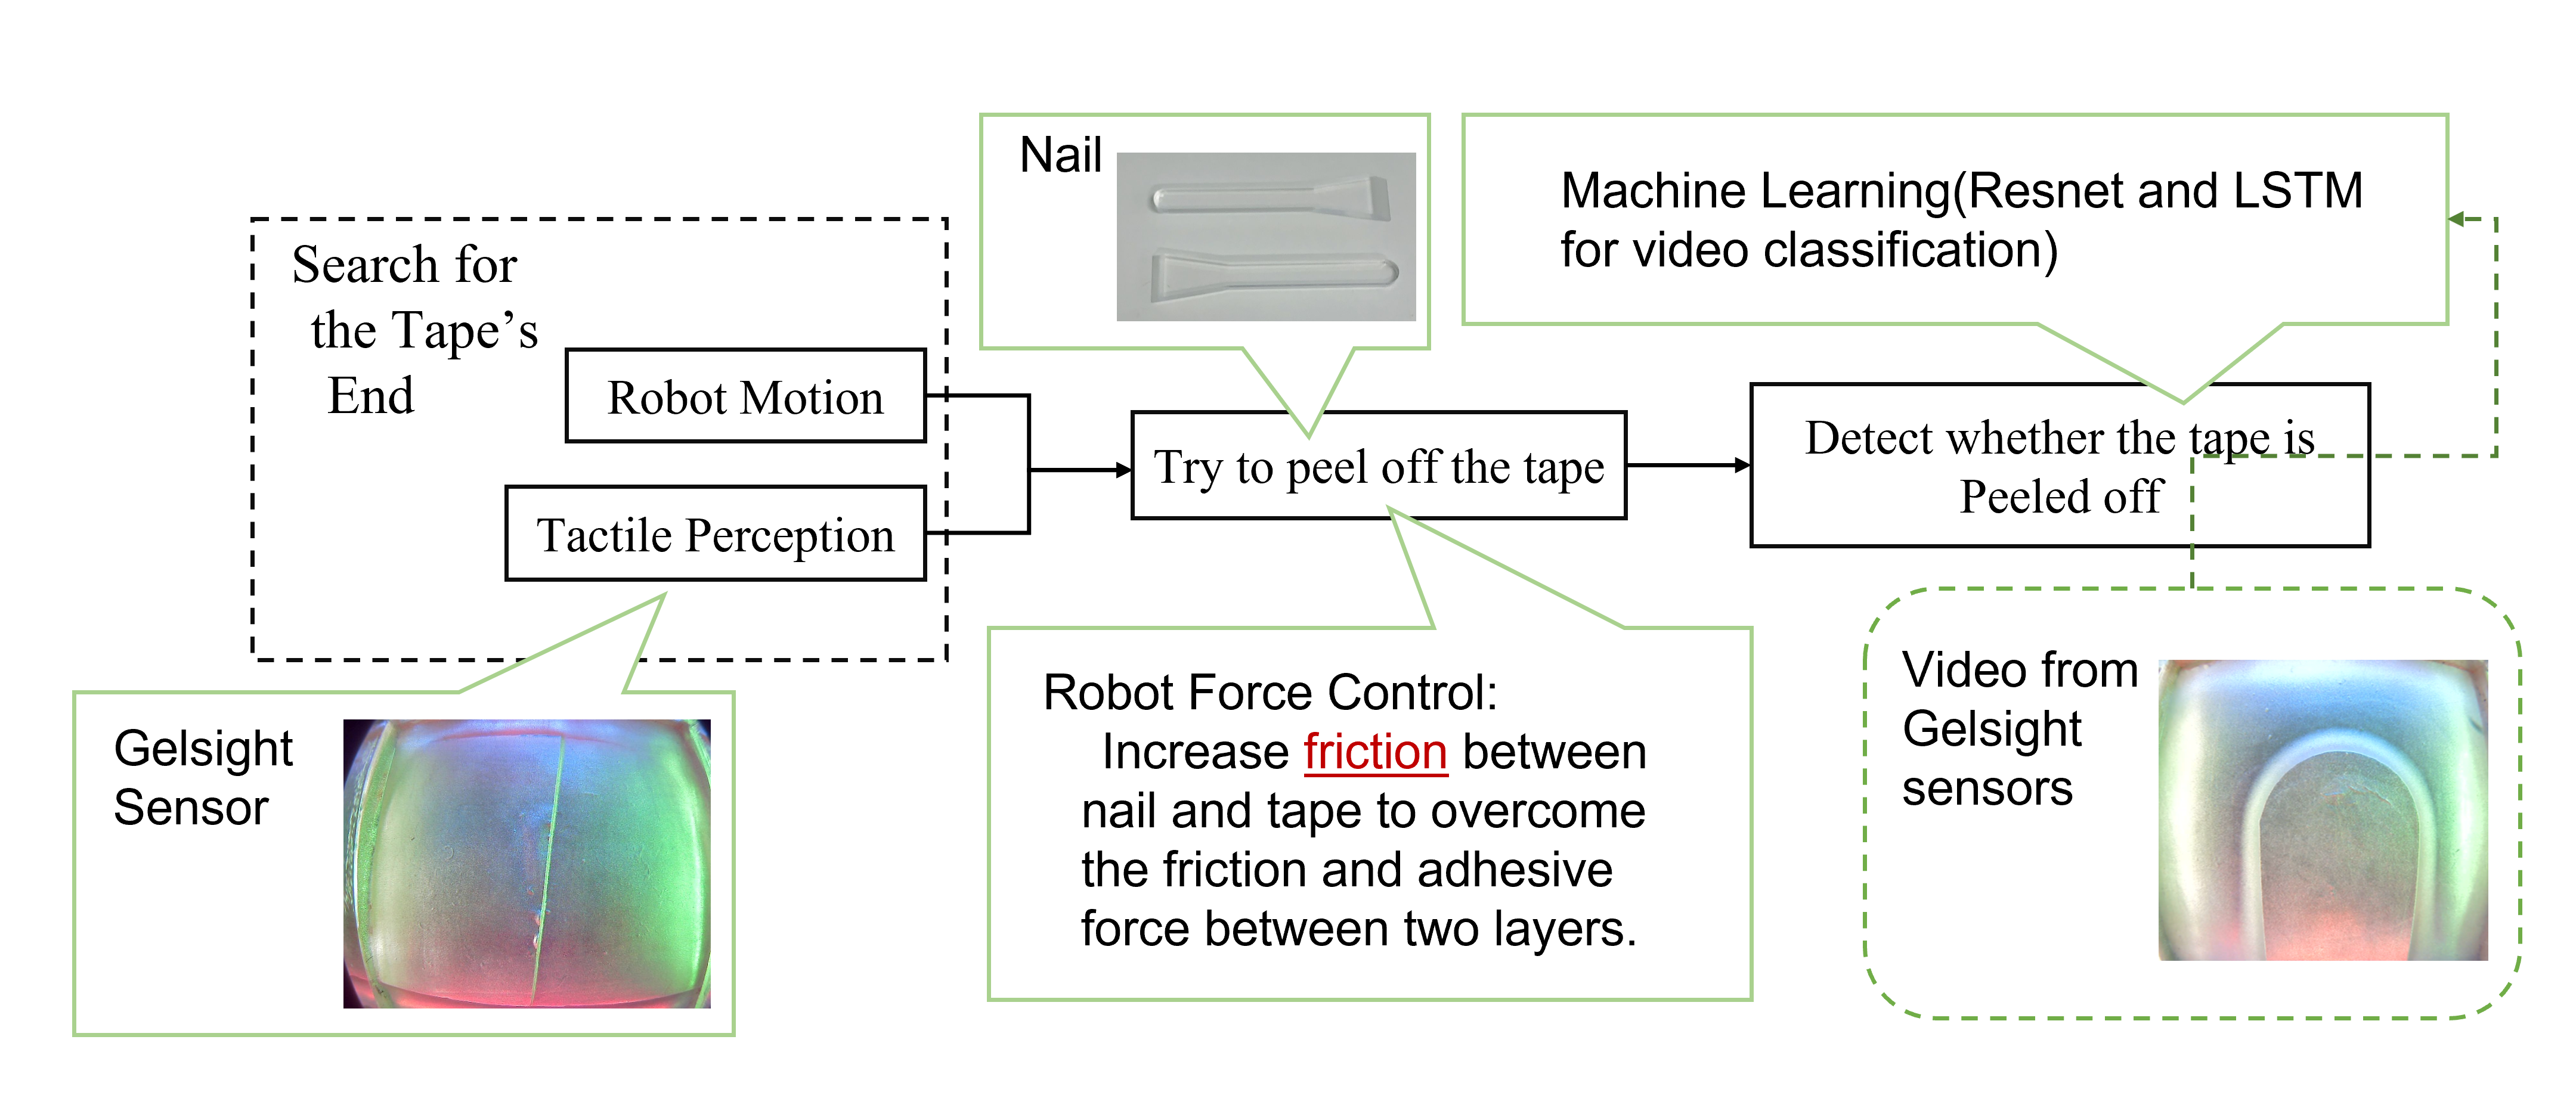 Search for
the Tape’s
End
Robot Motion
Tactile Perception
Gelsight
Sensor
Nail
Try to peel off the tape
Robot Force Control:
Increase friction between
nail and tape to overcome
the friction and adhesive
force between two layers.
Machine Learning(Resnet and LSTM
for video classification)
Detect whether the tape is
Peeled off
Video from
Gelsight
sensors